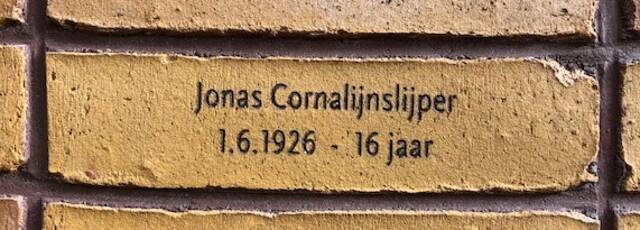 Jonas Cornalijnslijper
1.6.1926 - 16 jaar